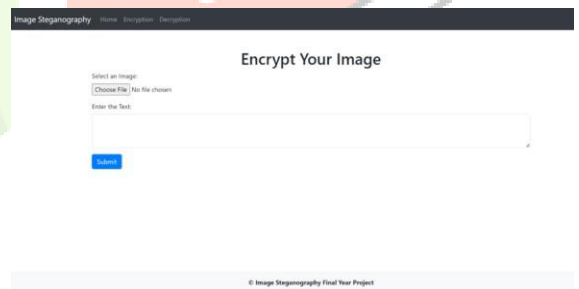 Image Steganography Home Encryption Decryption
Encrypt Your Image
Select an Image:
Choose File No file chosen
Enter the Text:
Submit
© Image Steganography Final Year Project